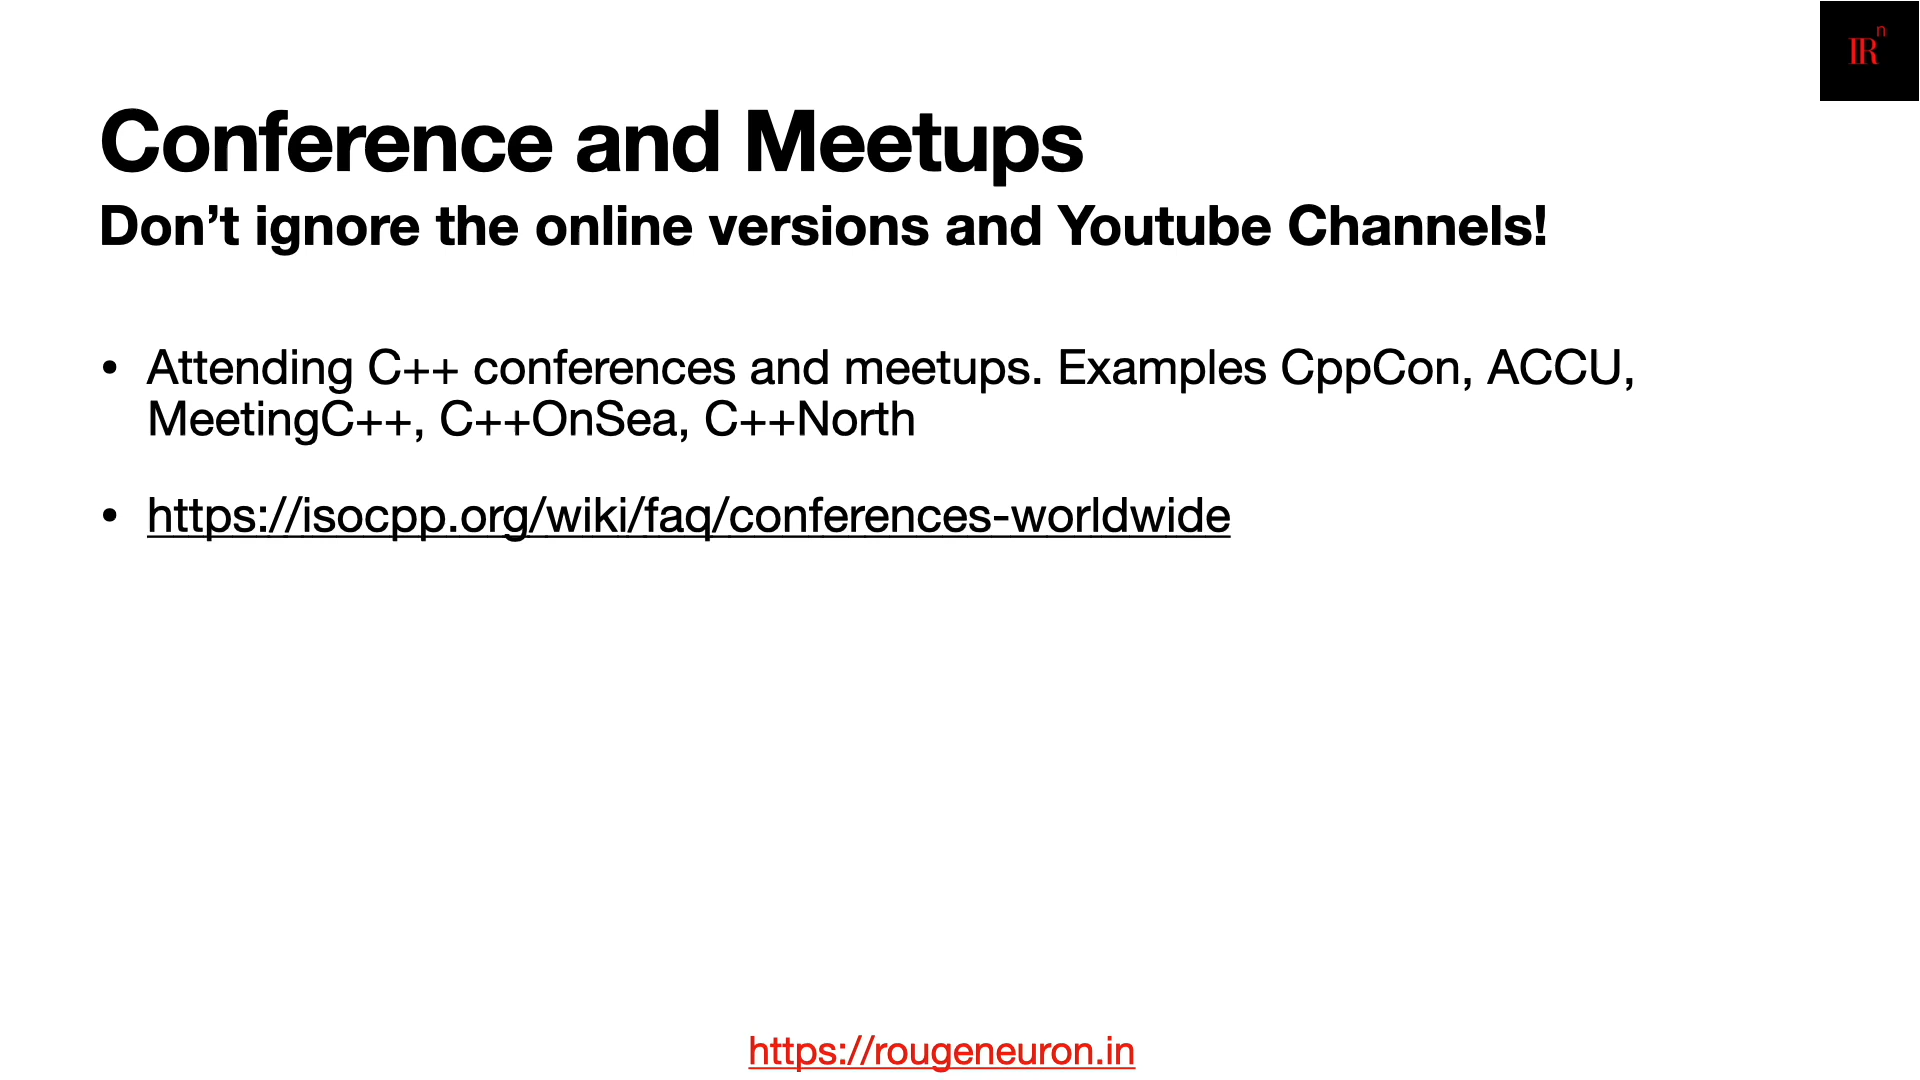 IRn
Conference and Meetups
Don’t ignore the online versions and Youtube Channels!
• Attending C++ conferences and meetups. Examples CppCon, ACCU,
MeetingC++, C++OnSea, C++North
• https://isocpp.org/wiki/faq/conferences-worldwide
https://rougeneuron.in